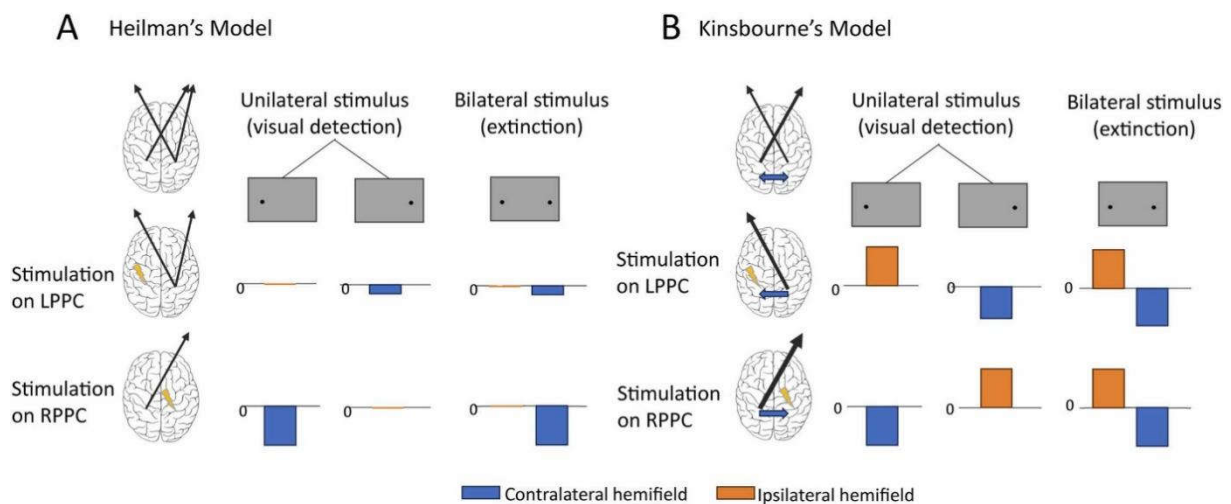 A Heilman's Model
Unilateral stimulus
(visual detection)
Bilateral stimulus
(extinction)
Stimulation
on LPPC
0
0
0
Stimulation
on RPPC
0
0
0
B Kinsbourne's Model
Unilateral stimulus
(visual detection)
Bilateral stimulus
(extinction)
Stimulation
on LPPC
0
0
0
Stimulation
on RPPC
0
0
0
Contralateral hemifield
Ipsilateral hemifield